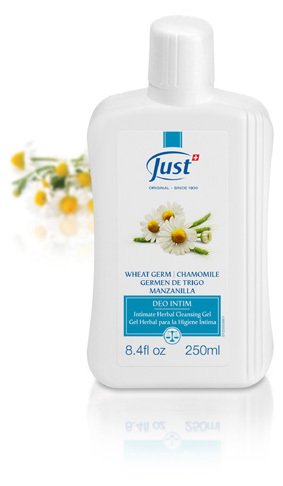 Just
ORIGINAL - SINCE 1930
WHEAT GERM | CHAMOMILE
GERMEN DE TRIGO
MANZANILLA
DEO INTIM
Intimate Herbal Cleansing Gel
Gel Herbal para la Higiene Intima
8.4fl oz 250ml